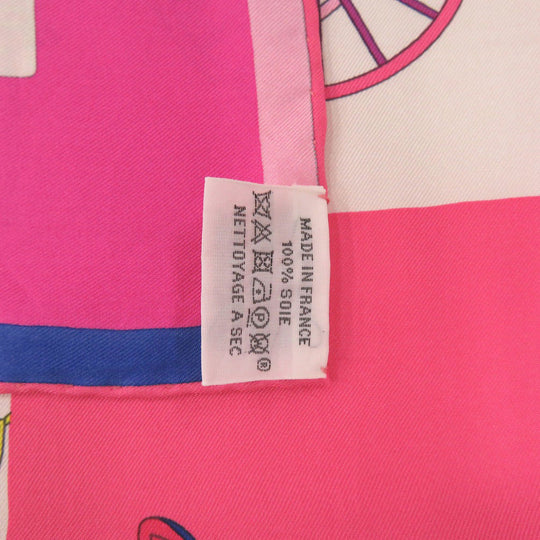 MADE IN FRANCE
100% SOIE
P ®
NETTOYAGE A SEC